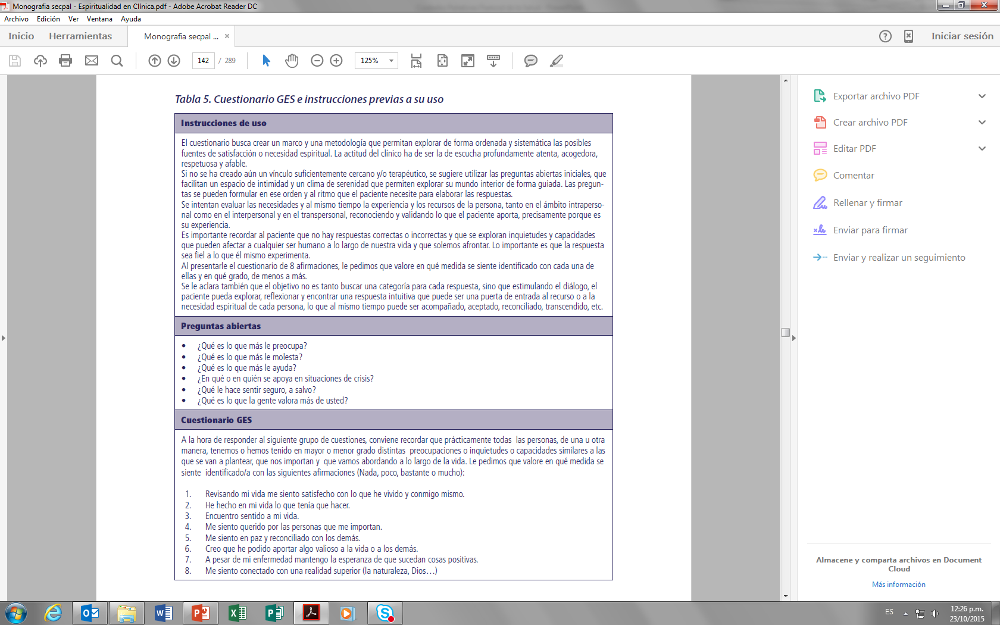 Monografia secpal - Espiritualidad en Clínica.pdf - Adobe Acrobat Reader DC
Archivo Edición Ver Ventana Ayuda
Inicio Herramientas Monografia secpal ... ×
Iniciar sesión
142 / 289 125%
Tabla 5. Cuestionario GES e instrucciones previas a su uso
Instrucciones de uso
El cuestionario busca crear un marco y una metodología que permitan explorar de forma ordenada y sistemática las posibles
fuentes de satisfacción o necesidad espiritual. La actitud del clínico ha de ser la de escucha profundamente atenta, acogedora,
respetuosa y afable.
Si no se ha creado aún un vínculo suficientemente cercano y/o terapéutico, se sugiere utilizar las preguntas abiertas iniciales, que
facilitan un espacio de intimidad y un clima de serenidad que permiten explorar su mundo interior de forma guiada. Las pregun-
tas se pueden formular en ese orden y al ritmo que el paciente necesite para elaborar las respuestas.
Se intentan evaluar las necesidades y al mismo tiempo la experiencia y los recursos de la persona, tanto en el ámbito intraperso-
nal como en el interpersonal y en el transpersonal, reconociendo y validando lo que el paciente aporta, precisamente porque es
su experiencia.
Es importante recordar al paciente que no hay respuestas correctas o incorrectas y que se exploran inquietudes y capacidades
que pueden afectar a cualquier ser humano a lo largo de nuestra vida y que solemos afrontar. Lo importante es que la respuesta
sea fiel a lo que él mismo experimenta.
Al presentarle el cuestionario de 8 afirmaciones, le pedimos que valore en qué medida se siente identificado con cada una de
ellas y en qué grado, de menos a más.
Se le aclara también que el objetivo no es tanto buscar una categoría para cada respuesta, sino que estimulando el diálogo, el
paciente pueda explorar, reflexionar y encontrar una respuesta intuitiva que puede ser una puerta de entrada al recurso o a la
necesidad espiritual de cada persona, lo que al mismo tiempo puede ser acompañado, aceptado, reconciliado, transcendido, etc.
Preguntas abiertas
• ¿Qué es lo que más le preocupa?
• ¿Qué es lo que más le molesta?
• ¿Qué es lo que más le ayuda?
• ¿En qué o en quién se apoya en situaciones de crisis?
• ¿Qué le hace sentir seguro, a salvo?
• ¿Qué es lo que la gente valora más de usted?
Cuestionario GES
A la hora de responder al siguiente grupo de cuestiones, conviene recordar que prácticamente todas las personas, de una u otra
manera, tenemos o hemos tenido en mayor o menor grado distintas preocupaciones o inquietudes o capacidades similares a las
que se van a plantear, que nos importan y que vamos abordando a lo largo de la vida. Le pedimos que valore en qué medida se
siente identificado/a con las siguientes afirmaciones (Nada, poco, bastante o mucho):
1. Revisando mi vida me siento satisfecho con lo que he vivido y conmigo mismo.
2. He hecho en mi vida lo que tenía que hacer.
3. Encuentro sentido a mi vida.
4. Me siento querido por las personas que me importan.
5. Me siento en paz y reconciliado con los demás.
6. Creo que he podido aportar algo valioso a la vida o a los demás.
7. A pesar de mi enfermedad mantengo la esperanza de que sucedan cosas positivas.
8. Me siento conectado con una realidad superior (la naturaleza, Dios…)
Exportar archivo PDF
Crear archivo PDF
Editar PDF
Comentar
Rellenar y firmar
Enviar para firmar
Enviar y realizar un seguimiento
Almacene y comparta archivos en Document
Cloud
Más información
ES
12:26 p.m.
23/10/2015